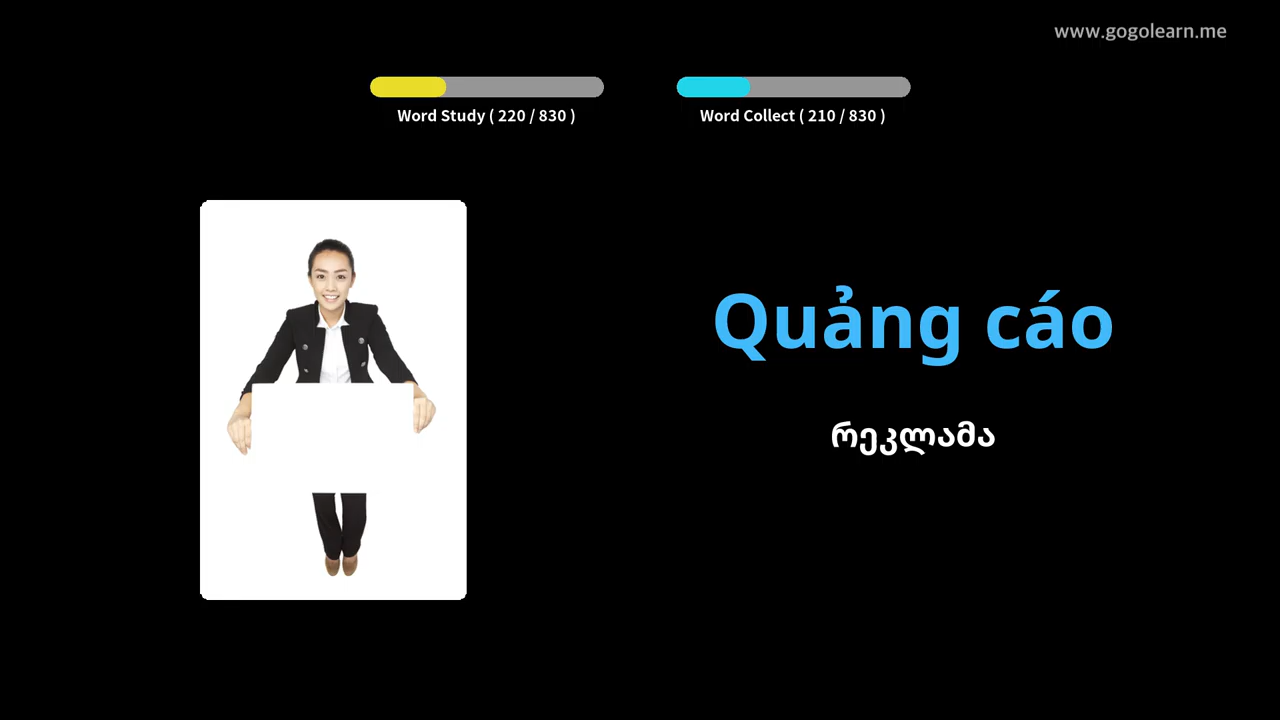 www.gogolearn.me
Word Study ( 220 / 830 )
Word Collect ( 210 / 830 )
Quảng cáo
რეკლამა